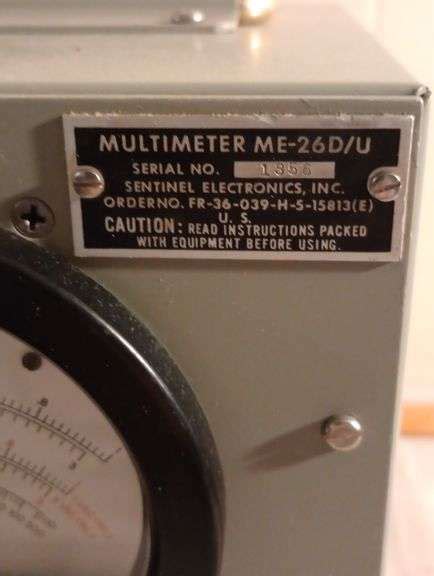 MULTIMETER ME-26D/U
SERIAL NO. 1356
SENTINEL ELECTRONICS, INC.
ORDERNO. FR-36-039-H-5-15813(E)
U. S.
CAUTION: READ INSTRUCTIONS PACKED
WITH EQUIPMENT BEFORE USING.